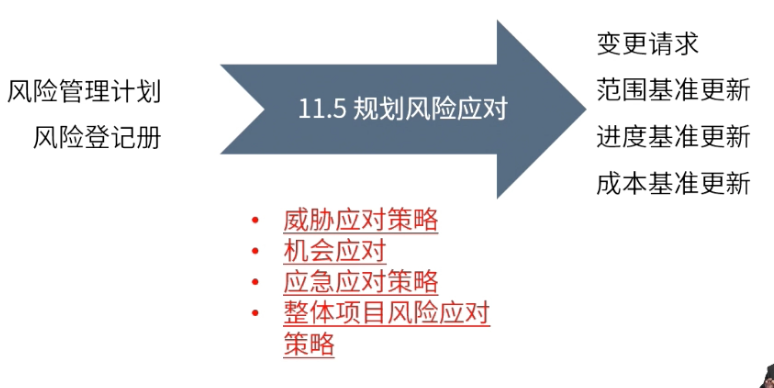 风险管理计划
风险登记册
11.5 规划风险应对
变更请求
范围基准更新
进度基准更新
成本基准更新
• 威胁应对策略
• 机会应对
• 应急应对策略
• 整体项目风险应对
策略